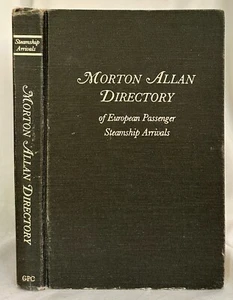 Steamship
Arrivals
MORTON ALLAN DIRECTORY
GPC
MORTON ALLAN
DIRECTORY
of European Passenger
Steamship Arrivals